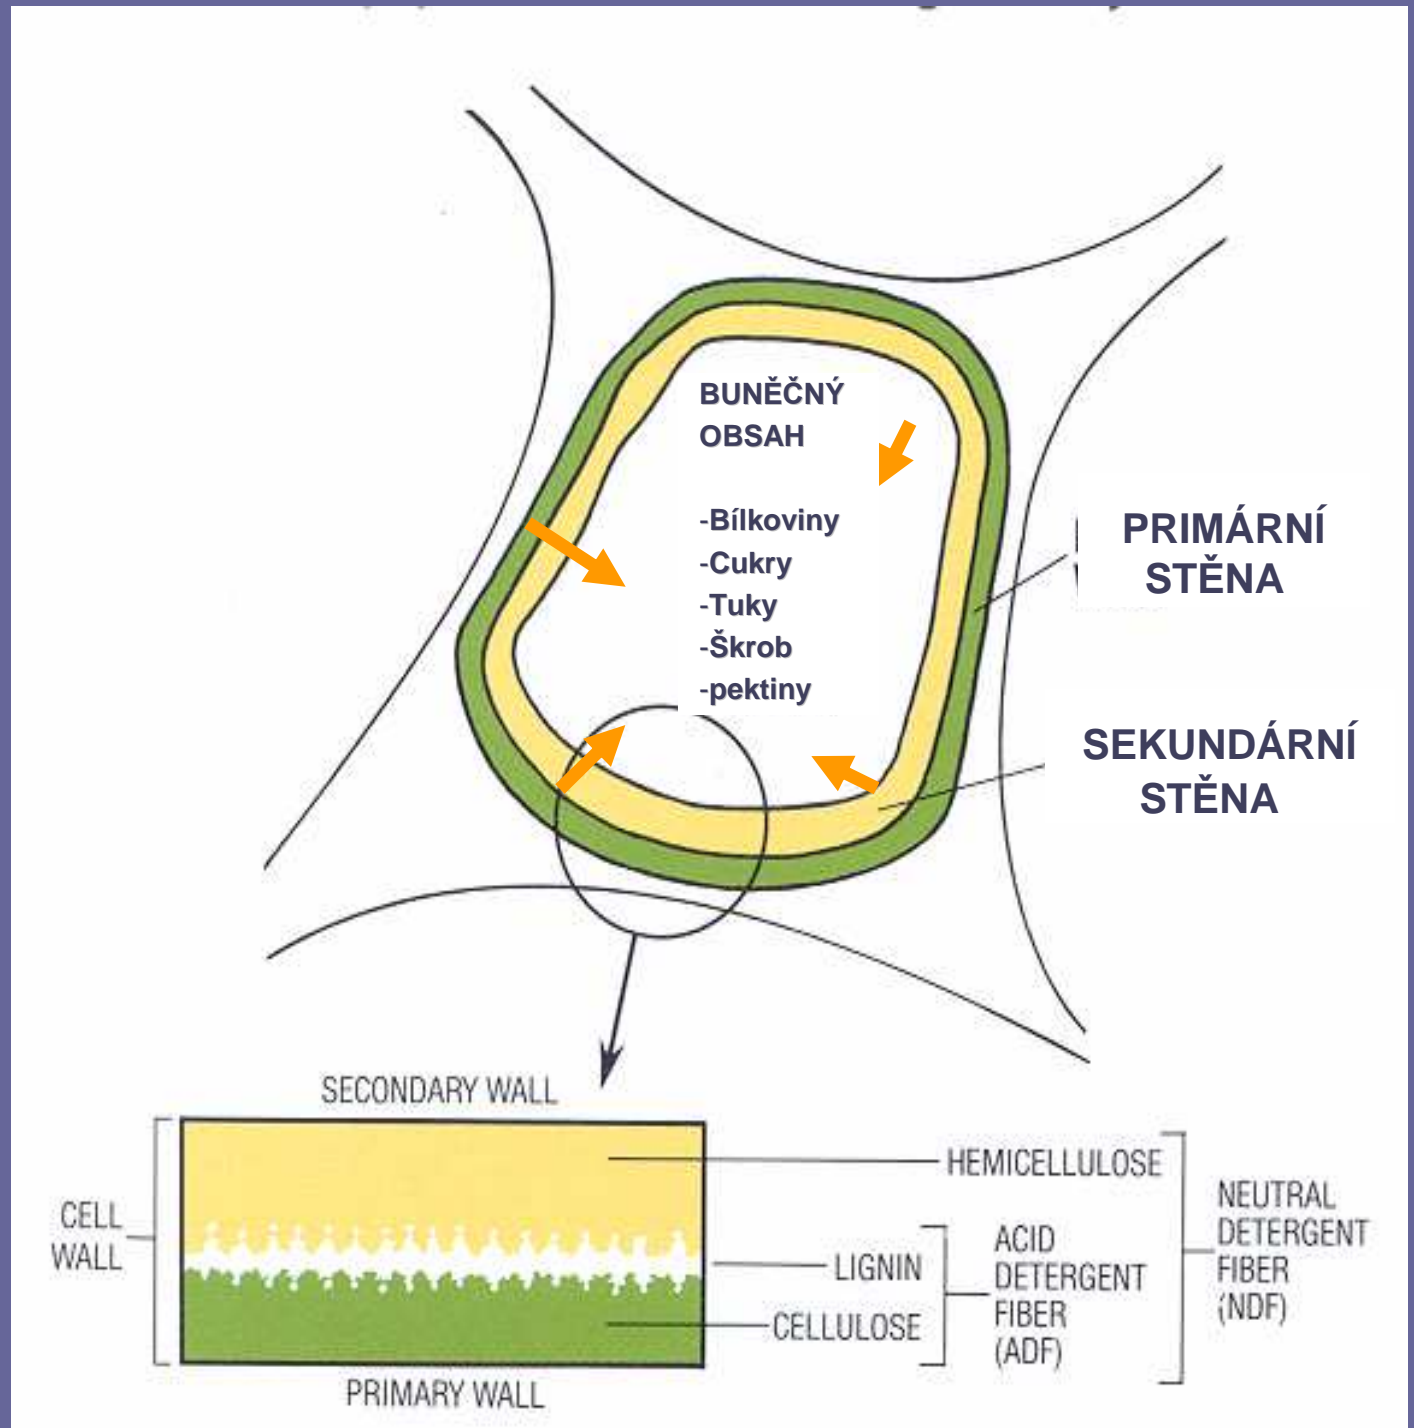 BUNĚČNÝ
OBSAH
-Bílkoviny
-Cukry
-Tuky
-Škrob
-pektiny
PRIMÁRNÍ
STĚNA
SEKUNDÁRNÍ
STĚNA
SECONDARY WALL
CELL
WALL
HEMICELLULOSE
LIGNIN
CELLULOSE
ACID
DETERGENT
FIBER
(ADF)
NEUTRAL
DETERGENT
FIBER
(NDF)
PRIMARY WALL